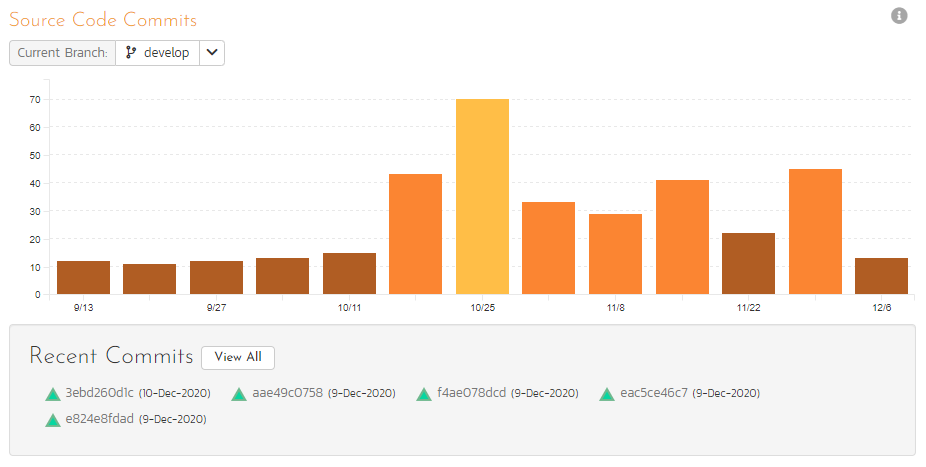 Source Code Commits
Current Branch: develop
70
60
50
40
30
20
10
0
9/13 9/27 10/11 10/25 11/8 11/22 12/6
Recent Commits View All
3ebd260d1c (10-Dec-2020) aae49c0758 (9-Dec-2020) f4ae078dcd (9-Dec-2020) eac5ce46c7 (9-Dec-2020)
e824e8fdad (9-Dec-2020)